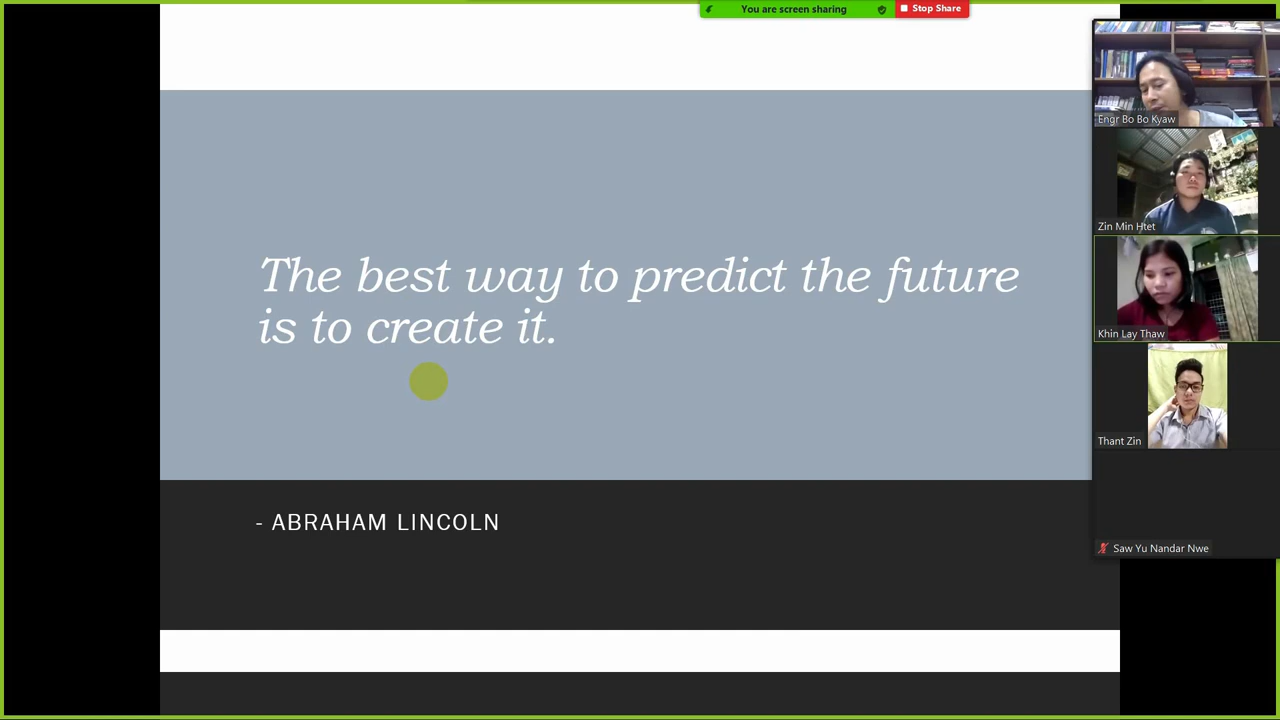 You are screen sharing
Stop Share
Engr Bo Bo Kyaw
Zin Min Htet
The best way to predict the future
is to create it.
Khin Lay Thaw
Thant Zin
- ABRAHAM LINCOLN
Saw Yu Nandar Nwe